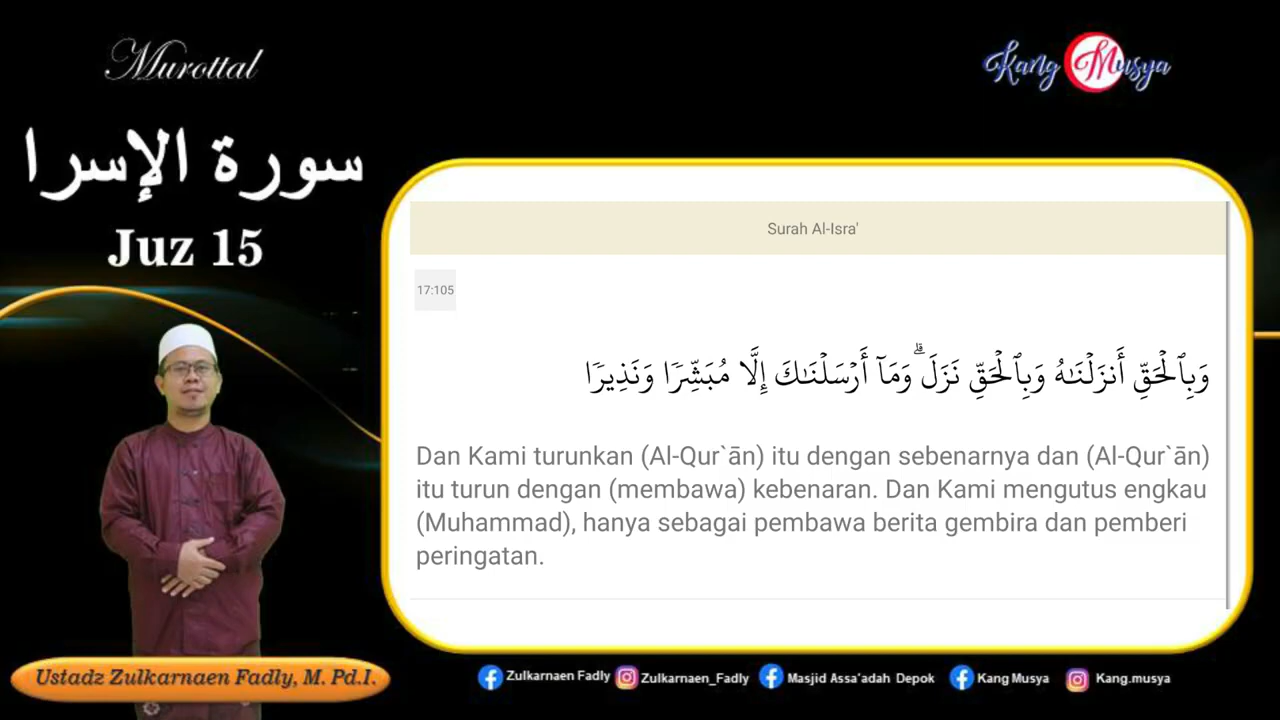 Murottal
Kang Musya
سورة الإسرا
Juz 15
Surah Al-Isra'
17:105
وَبِٱلْحَقِّ أَنزَلْنَـٰهُ وَبِٱلْحَقِّ نَزَلَ ۗ وَمَآ أَرْسَلْنَـٰكَ إِلَّا مُبَشِّرًا وَنَذِيرًا
Dan Kami turunkan (Al-Qur`ān) itu dengan sebenarnya dan (Al-Qur`ān)
itu turun dengan (membawa) kebenaran. Dan Kami mengutus engkau
(Muhammad), hanya sebagai pembawa berita gembira dan pemberi
peringatan.
Ustadz Zulkarnaen Fadly, M. Pd.I.
Zulkarnaen Fadly Zulkarnaen_Fadly Masjid Assa'adah Depok Kang Musya Kang.musya